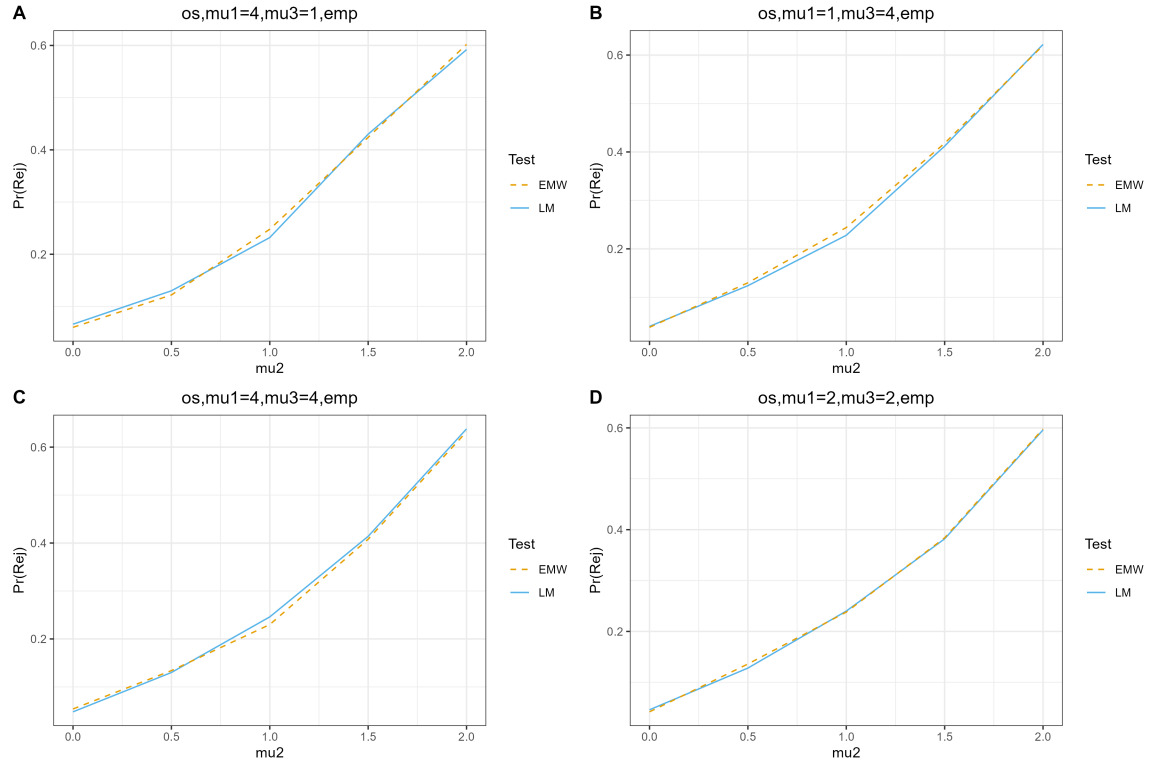 A
os,mu1=4,mu3=1,emp
Pr(Rej)
0.6
0.4
0.2
0.0 0.5 1.0 1.5 2.0
mu2
Test
EMW
LM
B
os,mu1=1,mu3=4,emp
Pr(Rej)
0.6
0.4
0.2
0.0 0.5 1.0 1.5 2.0
mu2
Test
EMW
LM
C
os,mu1=4,mu3=4,emp
Pr(Rej)
0.6
0.4
0.2
0.0 0.5 1.0 1.5 2.0
mu2
Test
EMW
LM
D
os,mu1=2,mu3=2,emp
Pr(Rej)
0.6
0.4
0.2
0.0 0.5 1.0 1.5 2.0
mu2
Test
EMW
LM